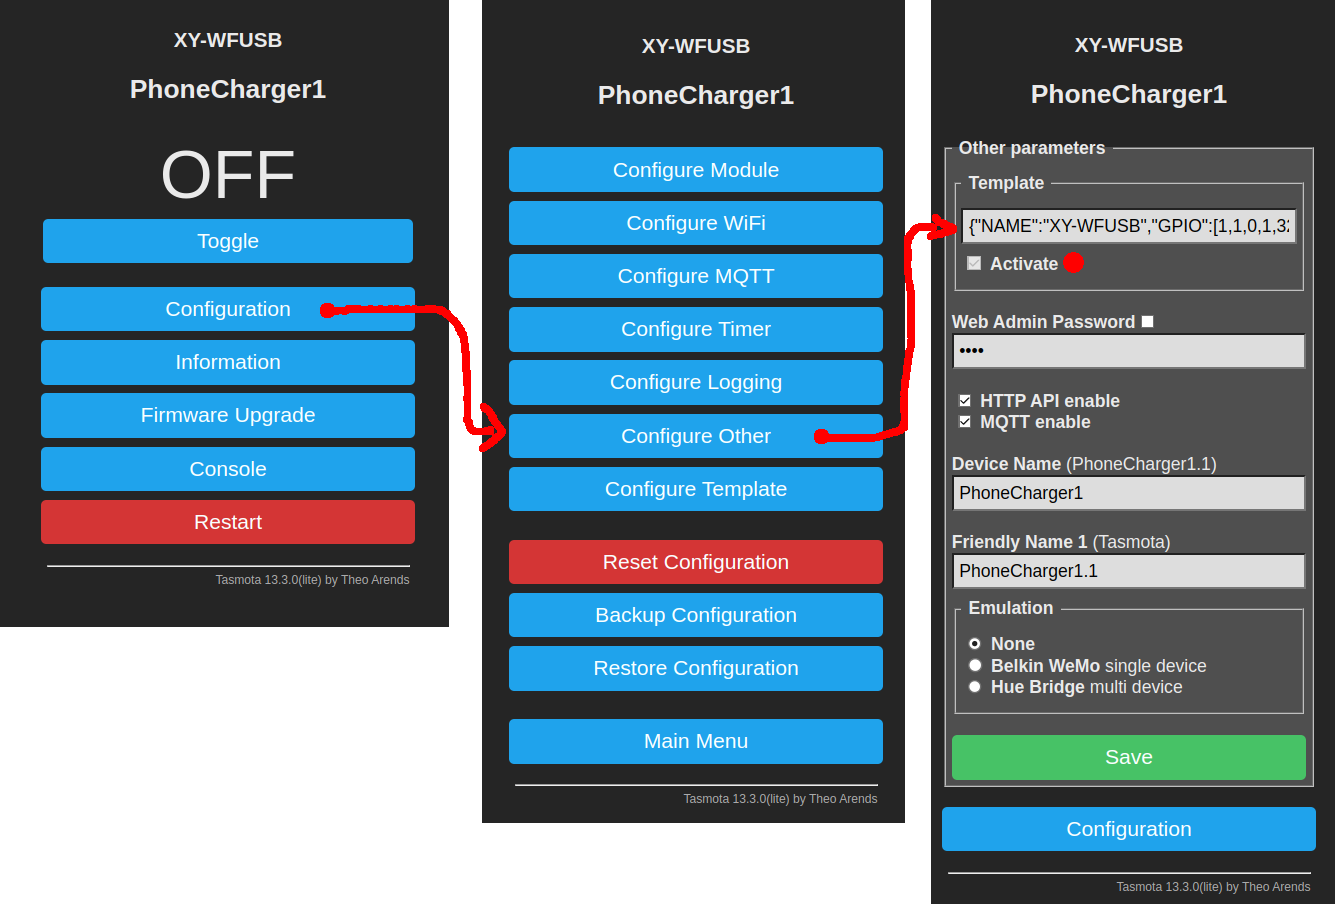 XY-WFUSB
PhoneCharger1
OFF
Toggle
Configuration
Information
Firmware Upgrade
Console
Restart
Tasmota 13.3.0(lite) by Theo Arends
XY-WFUSB
PhoneCharger1
Configure Module
Configure WiFi
Configure MQTT
Configure Timer
Configure Logging
Configure Other
Configure Template
Reset Configuration
Backup Configuration
Restore Configuration
Main Menu
Tasmota 13.3.0(lite) by Theo Arends
XY-WFUSB
PhoneCharger1
Other parameters
Template
{"NAME":"XY-WFUSB","GPIO":[1,1,0,1,32
Activate
Web Admin Password
••••
HTTP API enable
MQTT enable
Device Name (PhoneCharger1.1)
PhoneCharger1
Friendly Name 1 (Tasmota)
PhoneCharger1.1
Emulation
None
Belkin WeMo single device
Hue Bridge multi device
Save
Configuration
Tasmota 13.3.0(lite) by Theo Arends